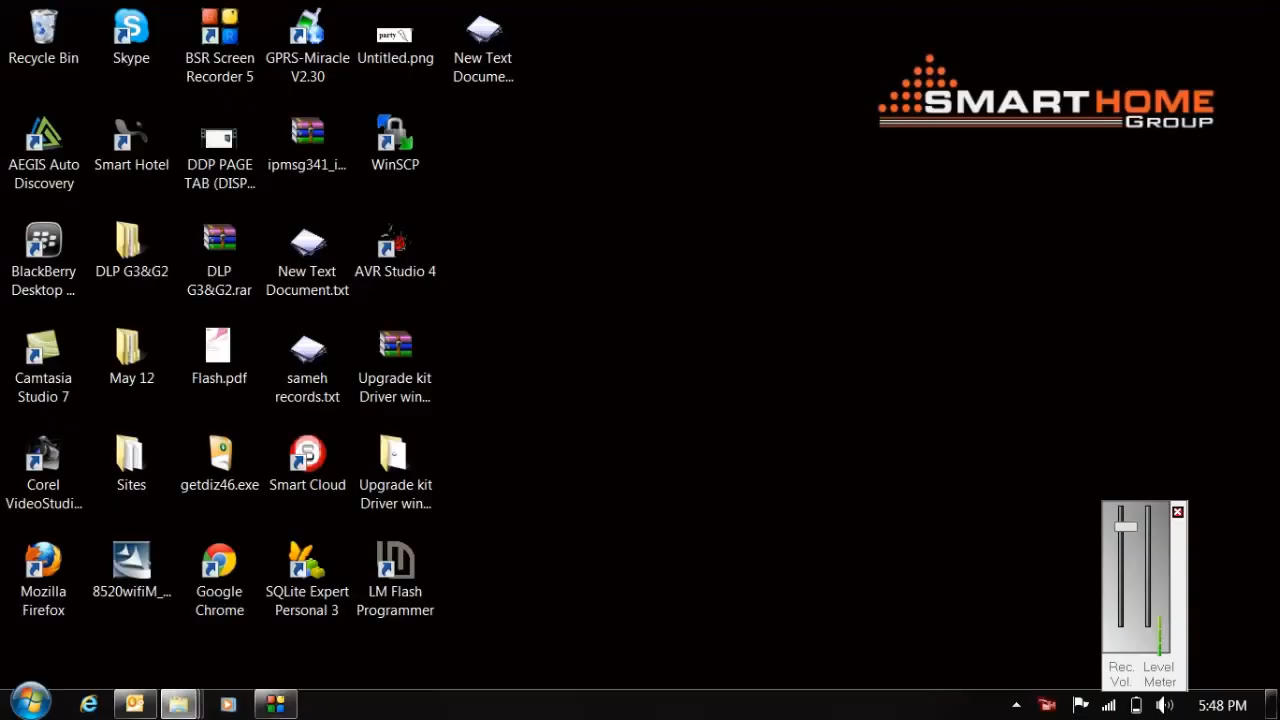 Recycle Bin
Skype
BSR Screen
Recorder 5
GPRS-Miracle
V2.30
party
Untitled.png
New Text
Docume...
SMARTHOME
GROUP
AEGIS Auto
Discovery
Smart Hotel
DDP PAGE
TAB (DISP...
ipmsg341_i...
WinSCP
BlackBerry
Desktop ...
DLP G3&G2
DLP
G3&G2.rar
New Text
Document.txt
AVR Studio 4
Camtasia
Studio 7
May 12
Flash.pdf
sameh
records.txt
Upgrade kit
Driver win...
Corel
VideoStudi...
Sites
getdiz46.exe
Smart Cloud
Upgrade kit
Driver win...
Mozilla
Firefox
8520wifiM_...
Google
Chrome
SQLite Expert
Personal 3
LM Flash
Programmer
Rec. Level
Vol. Meter
5:48 PM